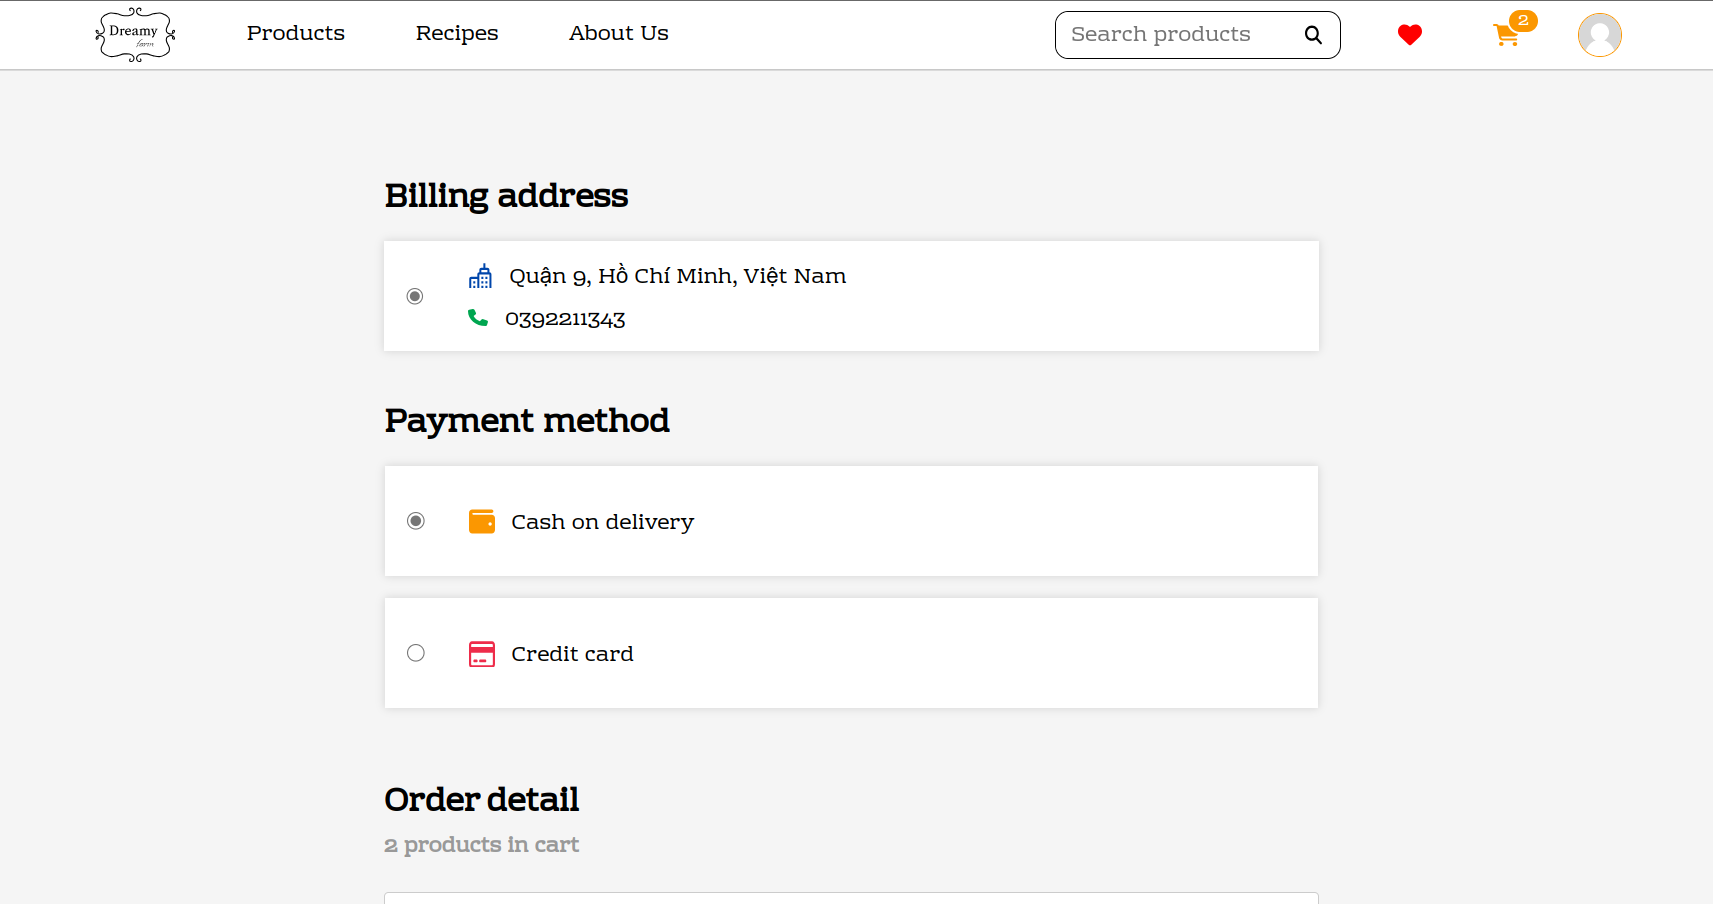 Dreamy
farm
Products
Recipes
About Us
Search products
2
Billing address
Quận 9, Hồ Chí Minh, Việt Nam
0392211343
Payment method
Cash on delivery
Credit card
Order detail
2 products in cart